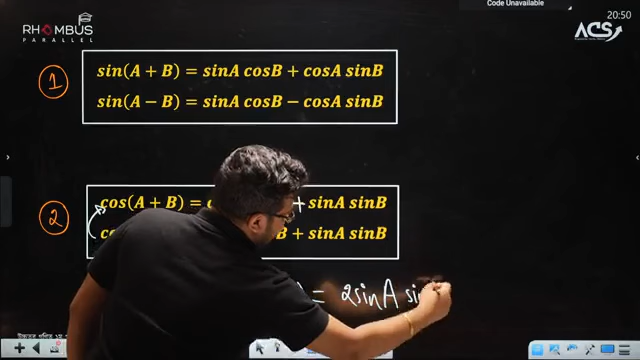 Code Unavailable
20:50
RHOMBUS
PARALLEL
ACS
1
sin(A + B) = sinA cosB + cosA sinB
sin(A − B) = sinA cosB − cosA sinB
2
cos(A + B) = + sinA sinB
B + sinA sinB
= 2sinA